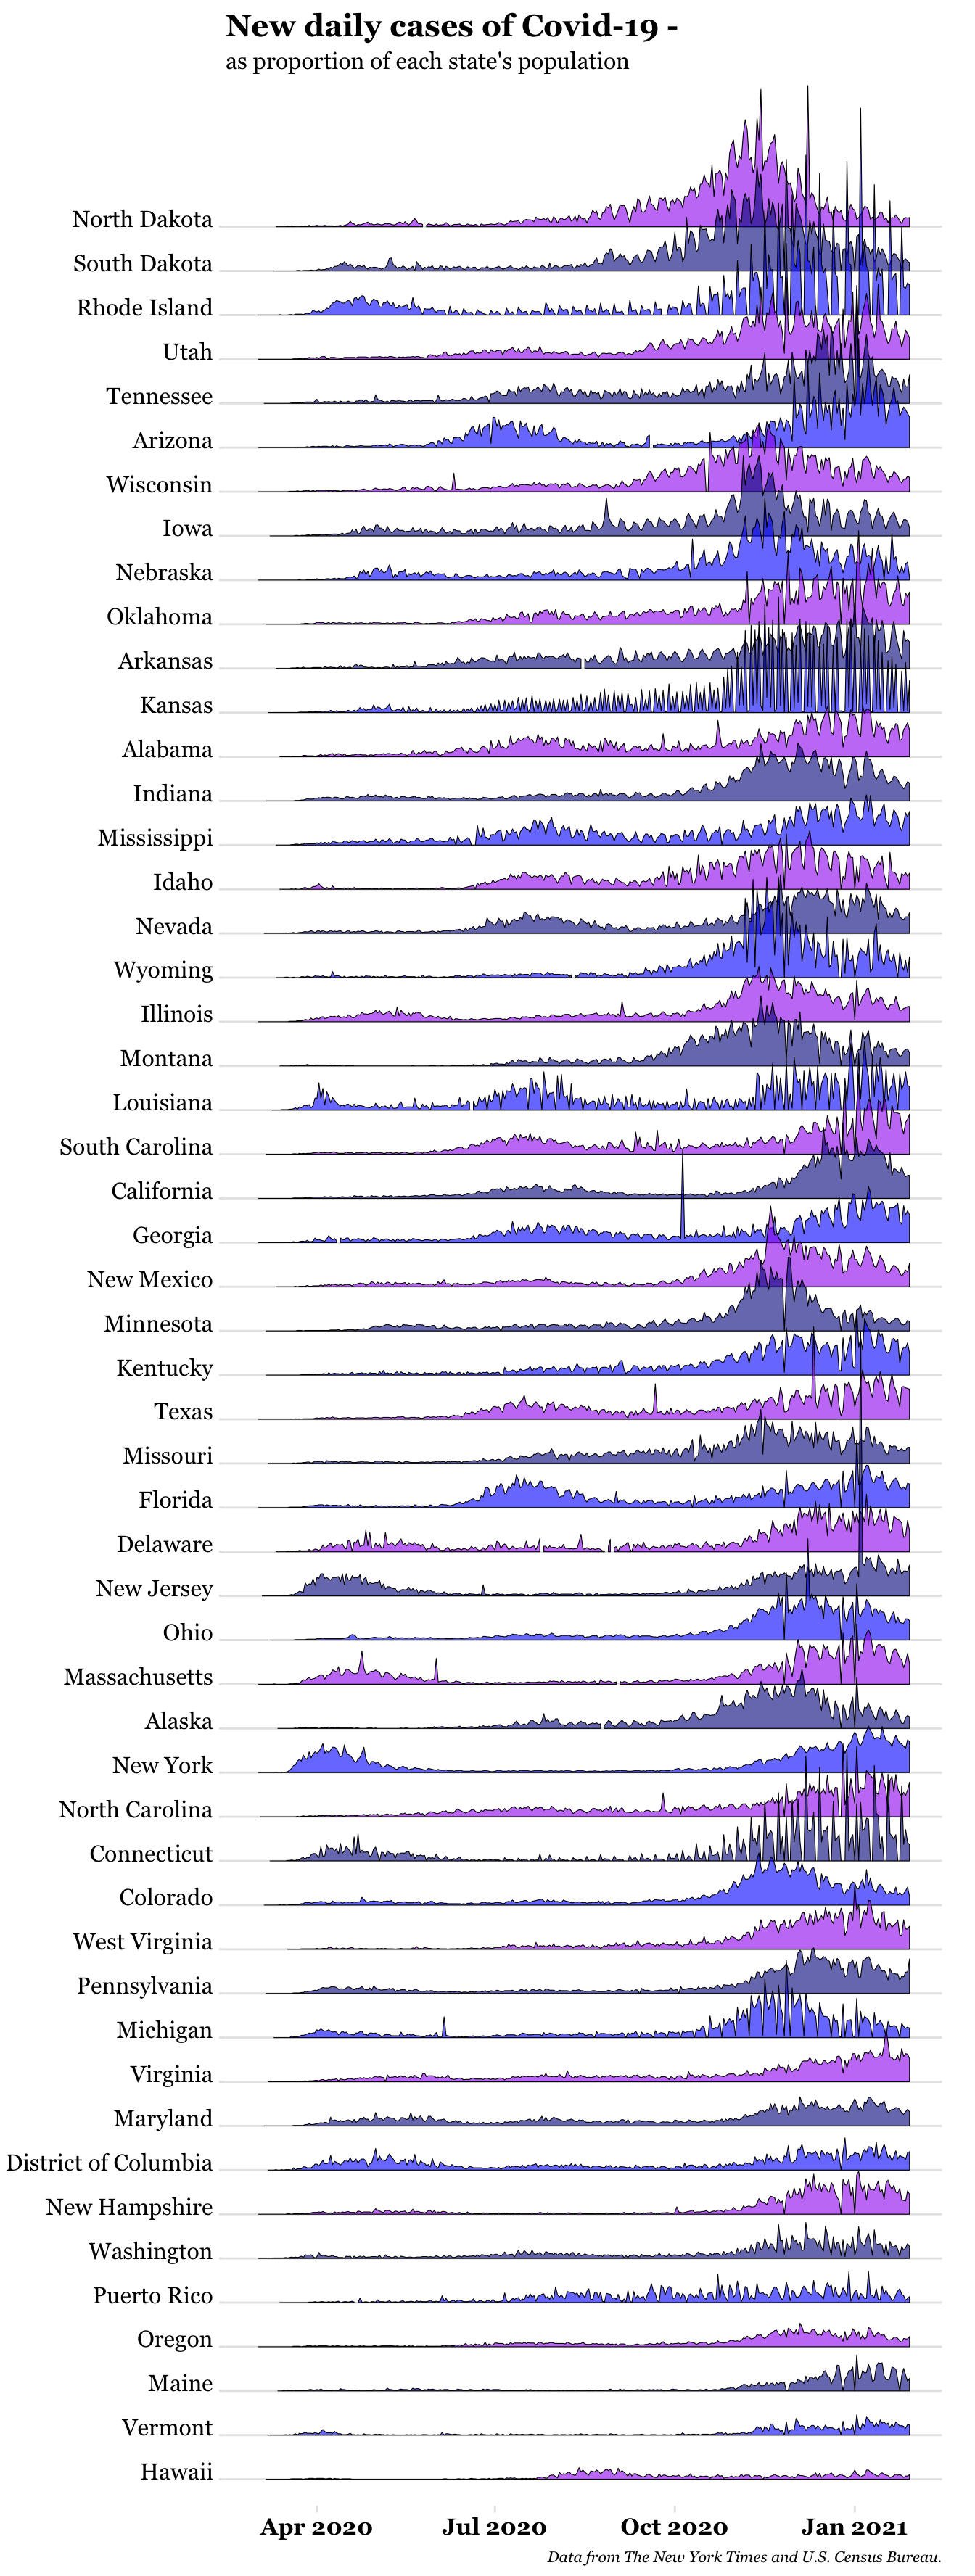 New daily cases of Covid-19 -
as proportion of each state's population
North Dakota
South Dakota
Rhode Island
Utah
Tennessee
Arizona
Wisconsin
Iowa
Nebraska
Oklahoma
Arkansas
Kansas
Alabama
Indiana
Mississippi
Idaho
Nevada
Wyoming
Illinois
Montana
Louisiana
South Carolina
California
Georgia
New Mexico
Minnesota
Kentucky
Texas
Missouri
Florida
Delaware
New Jersey
Ohio
Massachusetts
Alaska
New York
North Carolina
Connecticut
Colorado
West Virginia
Pennsylvania
Michigan
Virginia
Maryland
District of Columbia
New Hampshire
Washington
Puerto Rico
Oregon
Maine
Vermont
Hawaii
Apr 2020 Jul 2020 Oct 2020 Jan 2021
Data from The New York Times and U.S. Census Bureau.